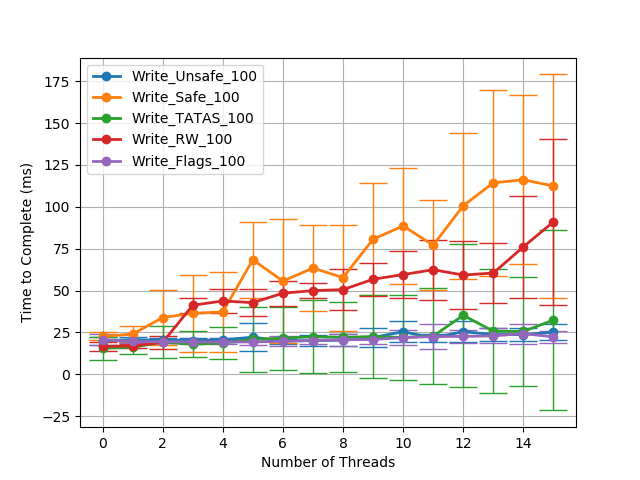 Write_Unsafe_100
Write_Safe_100
Write_TATAS_100
Write_RW_100
Write_Flags_100
175
150
125
100
75
50
25
0
−25
Time to Complete (ms)
0 2 4 6 8 10 12 14
Number of Threads